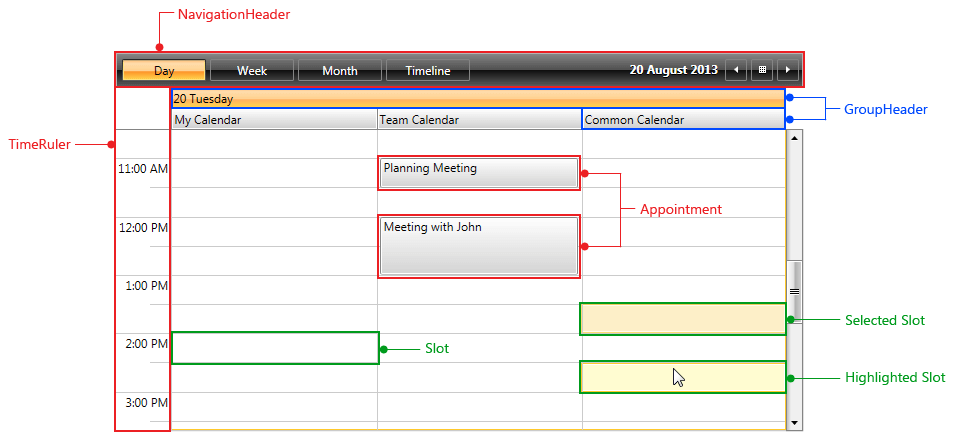 NavigationHeader
Day Week Month Timeline 20 August 2013
20 Tuesday
GroupHeader
My Calendar Team Calendar Common Calendar
TimeRuler
11:00 AM
Planning Meeting
Appointment
12:00 PM
Meeting with John
1:00 PM
Selected Slot
2:00 PM
Slot
Highlighted Slot
3:00 PM